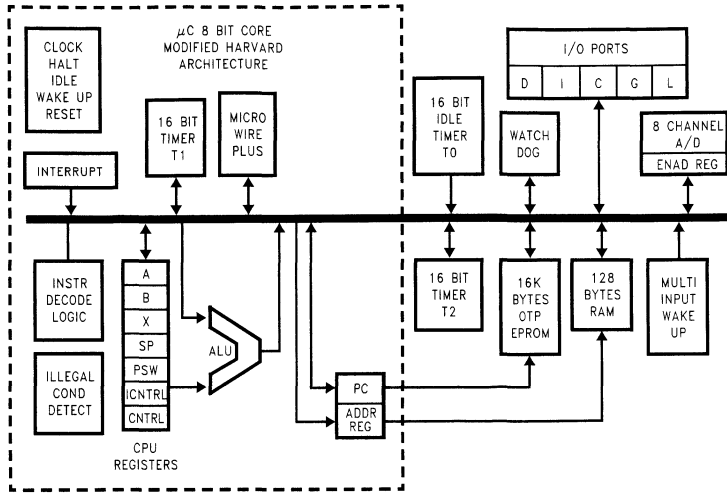 μC 8 BIT CORE
MODIFIED HARVARD
ARCHITECTURE
CLOCK
HALT
IDLE
WAKE UP
RESET
16 BIT
TIMER
T1
MICRO
WIRE
PLUS
INTERRUPT
16 BIT
IDLE
TIMER
T0
WATCH
DOG
I/O PORTS
D I C G L
8 CHANNEL
A/D
ENAD REG
INSTR
DECODE
LOGIC
ILLEGAL
COND
DETECT
A
B
X
SP
PSW
ICNTRL
CNTRL
CPU
REGISTERS
ALU
PC
ADDR
REG
16 BIT
TIMER
T2
16K
BYTES
OTP
EPROM
128
BYTES
RAM
MULTI
INPUT
WAKE
UP